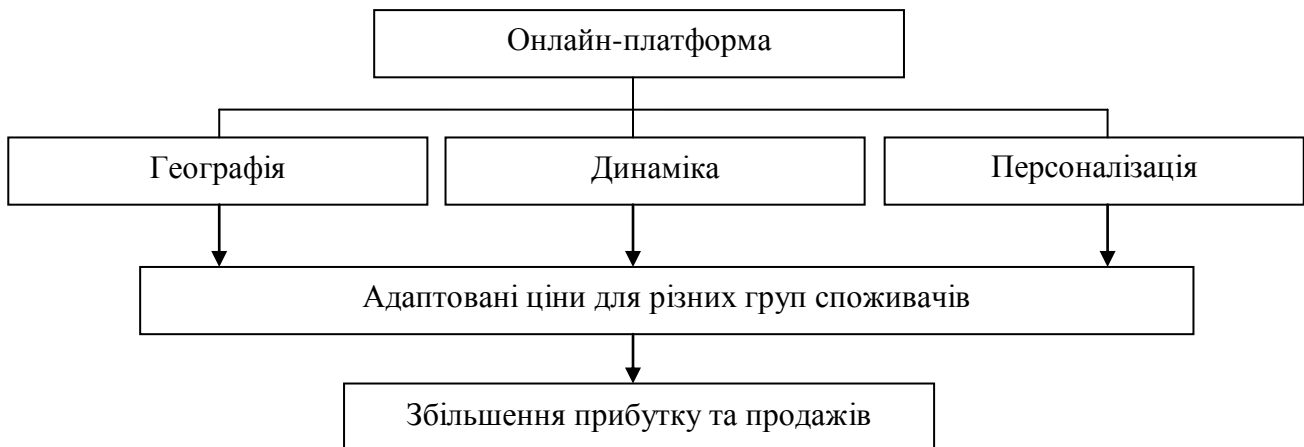 Онлайн-платформа
Географія
Динаміка
Персоналізація
Адаптовані ціни для різних груп споживачів
Збільшення прибутку та продажів